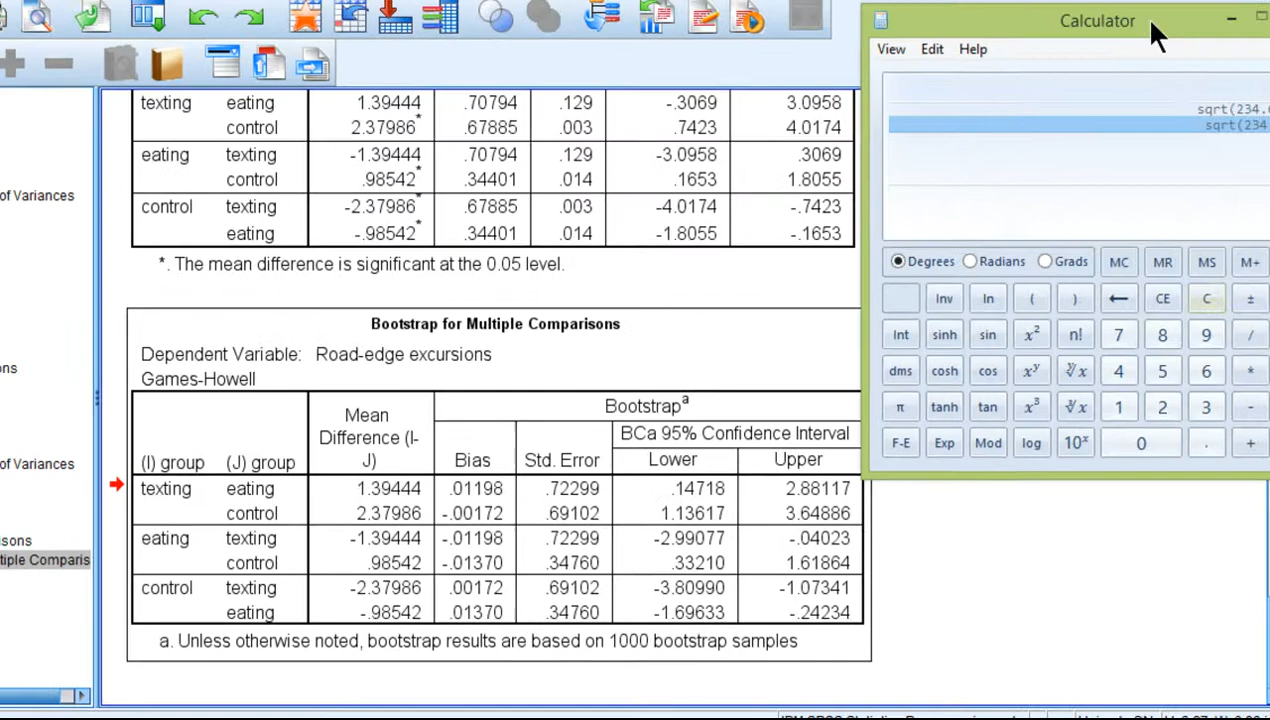 Calculator
View Edit Help
sqrt(234.
sqrt(234
texting eating 1.39444 .70794 .129 -.3069 3.0958
control 2.37986* .67885 .003 .7423 4.0174
eating texting -1.39444 .70794 .129 -3.0958 .3069
control .98542* .34401 .014 .1653 1.8055
control texting -2.37986* .67885 .003 -4.0174 -.7423
eating -.98542* .34401 .014 -1.8055 -.1653
*. The mean difference is significant at the 0.05 level.
Bootstrap for Multiple Comparisons
Dependent Variable: Road-edge excursions
Games-Howell
Bootstrapa
Mean
Difference (I-
J)
BCa 95% Confidence Interval
(I) group (J) group Bias Std. Error Lower Upper
texting eating 1.39444 .01198 .72299 .14718 2.88117
control 2.37986 -.00172 .69102 1.13617 3.64886
eating texting -1.39444 -.01198 .72299 -2.99077 -.04023
control .98542 -.01370 .34760 .33210 1.61864
control texting -2.37986 .00172 .69102 -3.80990 -1.07341
eating -.98542 .01370 .34760 -1.69633 -.24234
a. Unless otherwise noted, bootstrap results are based on 1000 bootstrap samples
of Variances
ons
of Variances
isons
tiple Comparis
Degrees Radians Grads MC MR MS M+
Inv ln ( ) ← CE C ±
Int sinh sin x² n! 7 8 9 /
dms cosh cos xʸ ʸ√x 4 5 6 *
π tanh tan x³ ³√x 1 2 3 -
F-E Exp Mod log 10ˣ 0 . +